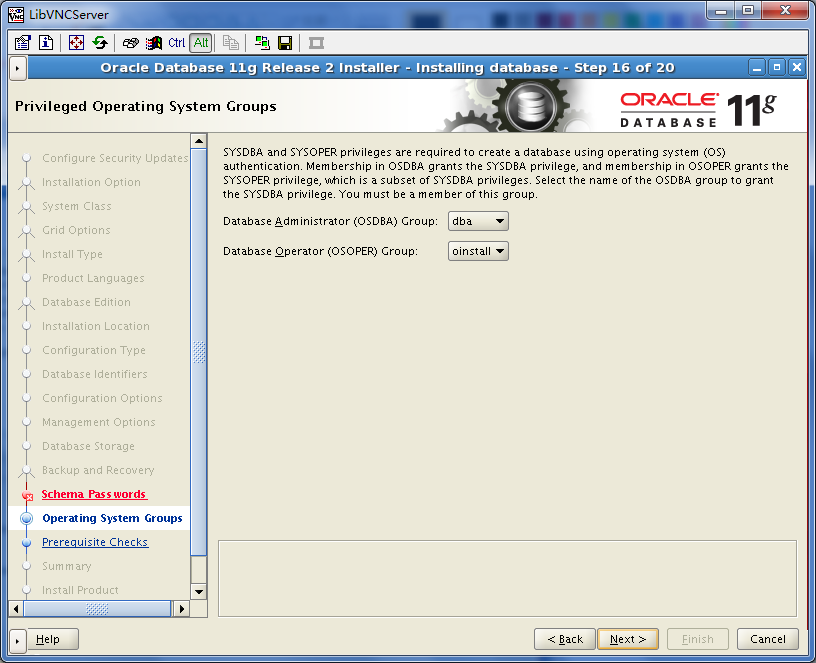 LibVNCServer
Ctrl Alt
Oracle Database 11g Release 2 Installer - Installing database - Step 16 of 20
Privileged Operating System Groups
ORACLE
DATABASE
11g
Configure Security Updates
Installation Option
System Class
Grid Options
Install Type
Product Languages
Database Edition
Installation Location
Configuration Type
Database Identifiers
Configuration Options
Management Options
Database Storage
Backup and Recovery
Schema Passwords
Operating System Groups
Prerequisite Checks
Summary
Install Product
SYSDBA and SYSOPER privileges are required to create a database using operating system (OS)
authentication. Membership in OSDBA grants the SYSDBA privilege, and membership in OSOPER grants the
SYSOPER privilege, which is a subset of SYSDBA privileges. Select the name of the OSDBA group to grant
the SYSDBA privilege. You must be a member of this group.
Database Administrator (OSDBA) Group: dba
Database Operator (OSOPER) Group: oinstall
Help
< Back
Next >
Finish
Cancel